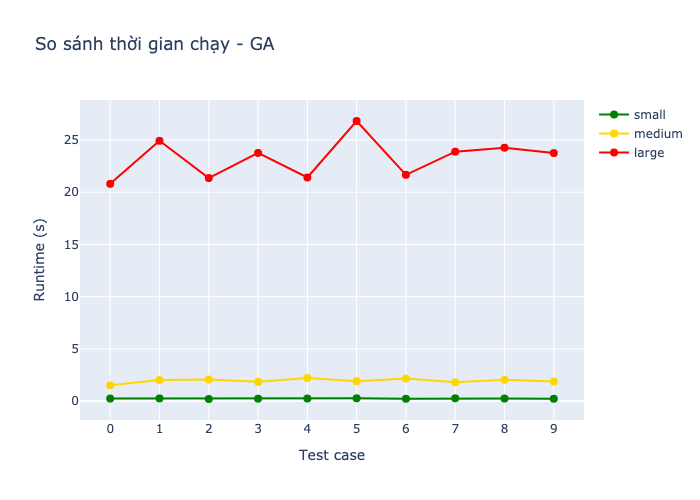 So sánh thời gian chạy - GA
small
medium
large
25
20
15
10
5
0
Runtime (s)
0 1 2 3 4 5 6 7 8 9
Test case